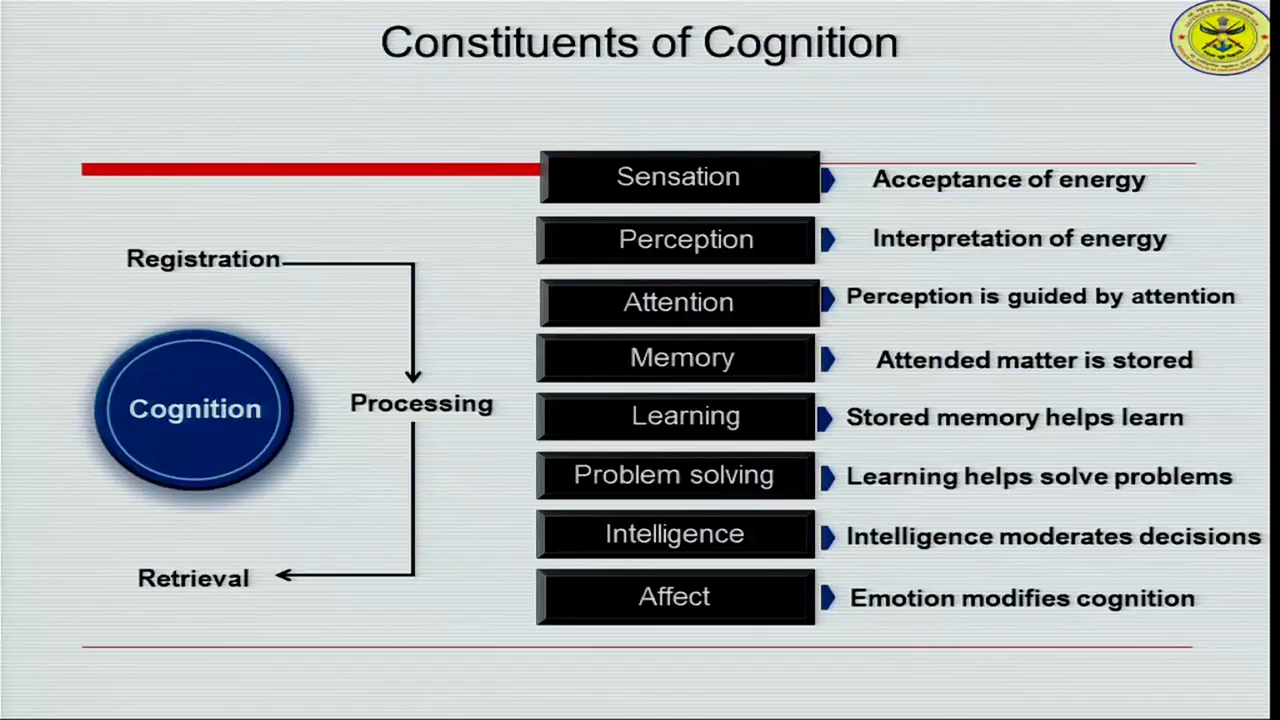 Constituents of Cognition
Sensation
Acceptance of energy
Perception
Interpretation of energy
Registration
Attention
Perception is guided by attention
Memory
Attended matter is stored
Cognition
Processing
Learning
Stored memory helps learn
Problem solving
Learning helps solve problems
Intelligence
Intelligence moderates decisions
Retrieval
Affect
Emotion modifies cognition